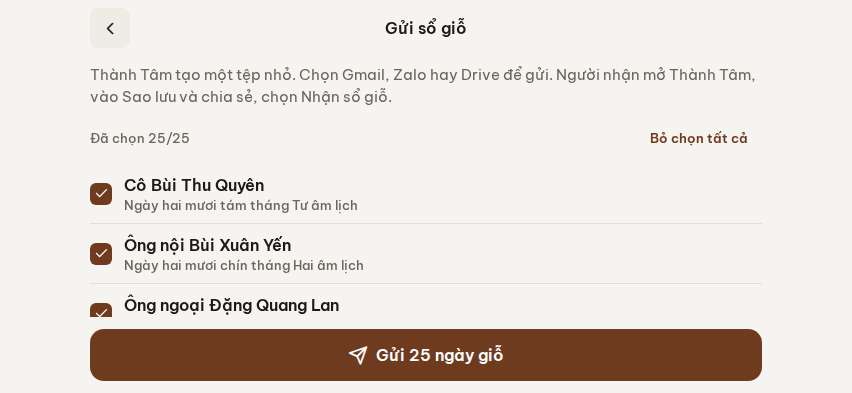 Gửi sổ giỗ
Thành Tâm tạo một tệp nhỏ. Chọn Gmail, Zalo hay Drive để gửi. Người nhận mở Thành Tâm,
vào Sao lưu và chia sẻ, chọn Nhận sổ giỗ.
Đã chọn 25/25
Bỏ chọn tất cả
Cô Bùi Thu Quyên
Ngày hai mươi tám tháng Tư âm lịch
Ông nội Bùi Xuân Yến
Ngày hai mươi chín tháng Hai âm lịch
Ông ngoại Đặng Quang Lan
Gửi 25 ngày giỗ